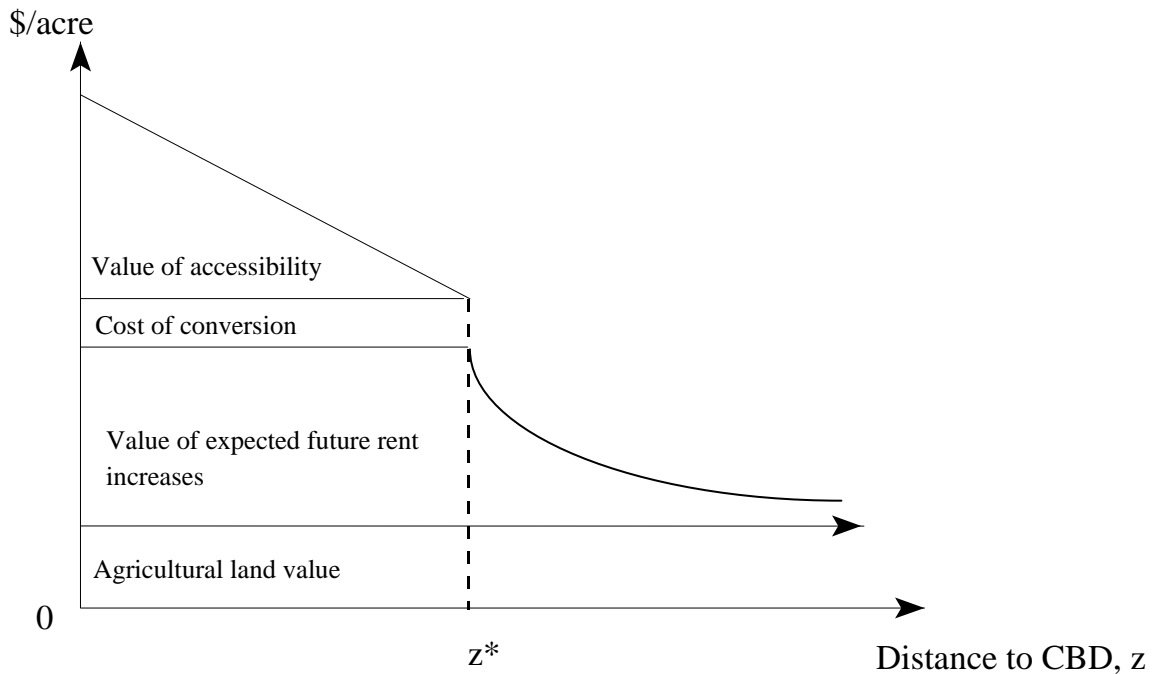 $/acre
Value of accessibility
Cost of conversion
Value of expected future rent
increases
Agricultural land value
0
z*
Distance to CBD, z